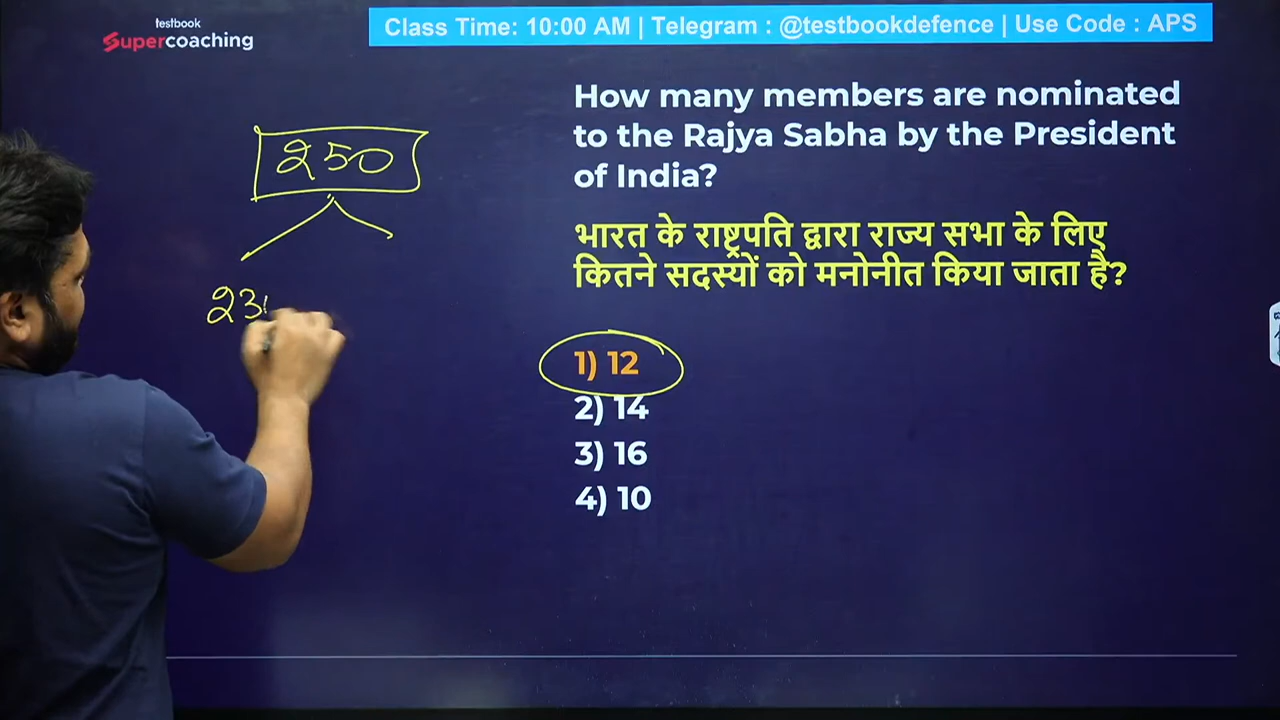 testbook
Supercoaching
Class Time: 10:00 AM | Telegram : @testbookdefence | Use Code : APS
How many members are nominated
to the Rajya Sabha by the President
of India?
भारत के राष्ट्रपति द्वारा राज्य सभा के लिए
कितने सदस्यों को मनोनीत किया जाता है?
1) 12
2) 14
3) 16
4) 10
250